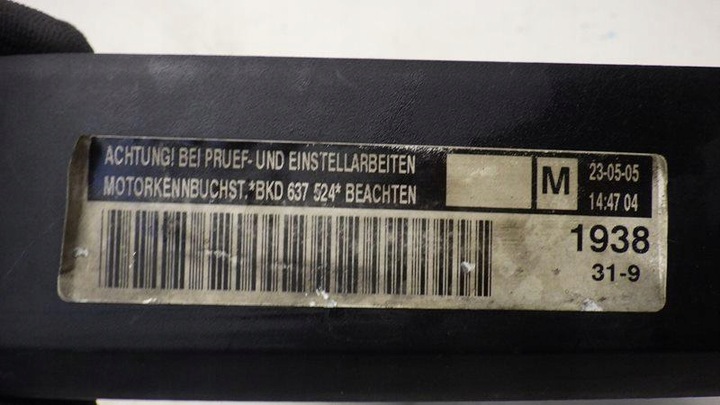 ACHTUNG! BEI PRUEF- UND EINSTELLARBEITEN
MOTORKENNBUCHST. *BKD 637 524* BEACHTEN
M
23-05-05
14:47 04
1938
31-9